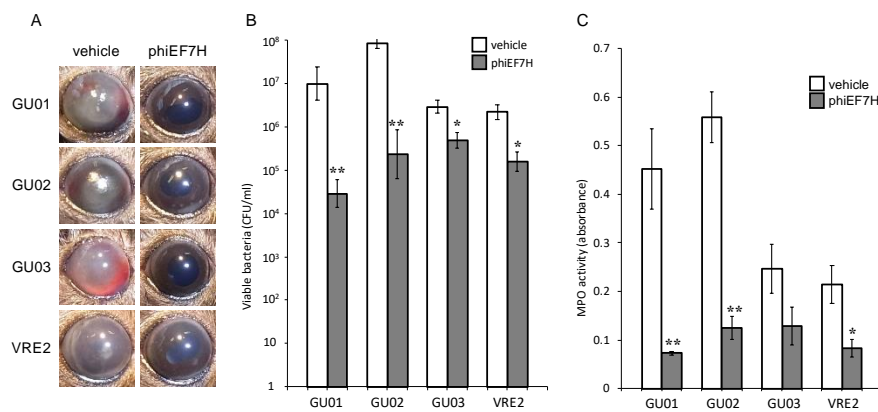 A
vehicle phiEF7H
GU01
GU02
GU03
VRE2
B
Viable bacteria (CFU/ml)
10⁸
10⁷
10⁶
10⁵
10⁴
10³
10²
10
1
vehicle
phiEF7H
**
**
*
*
GU01 GU02 GU03 VRE2
C
MPO activity (absorbance)
0.7
0.6
0.5
0.4
0.3
0.2
0.1
0
vehicle
phiEF7H
**
**
*
GU01 GU02 GU03 VRE2